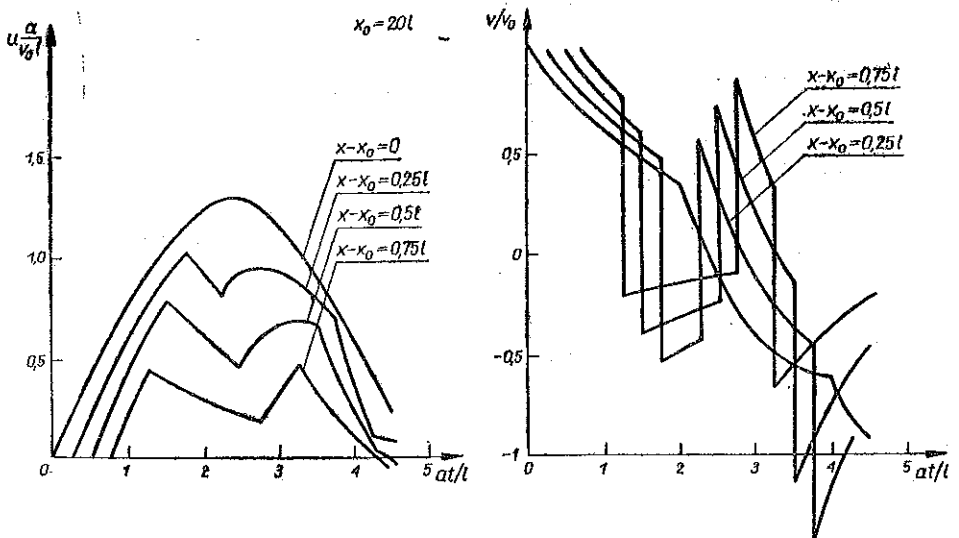 u a/v₀l
x₀=20l
1,5
1,0
0,5
1
2
3
4
5
at/l
x-x₀=0
x-x₀=0,25l
x-x₀=0,5l
x-x₀=0,75l
v/v₀
0,5
0
-0,5
-1
0
1
2
3
4
5
at/l
x-x₀=0,75l
x-x₀=0,5l
x-x₀=0,25l